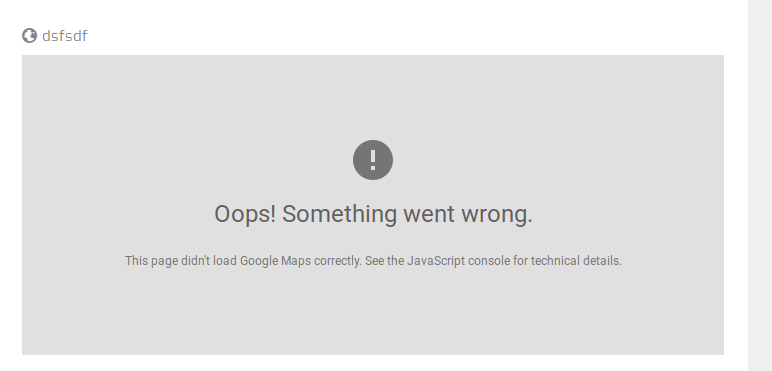 dsfsdf
Oops! Something went wrong.
This page didn't load Google Maps correctly. See the JavaScript console for technical details.